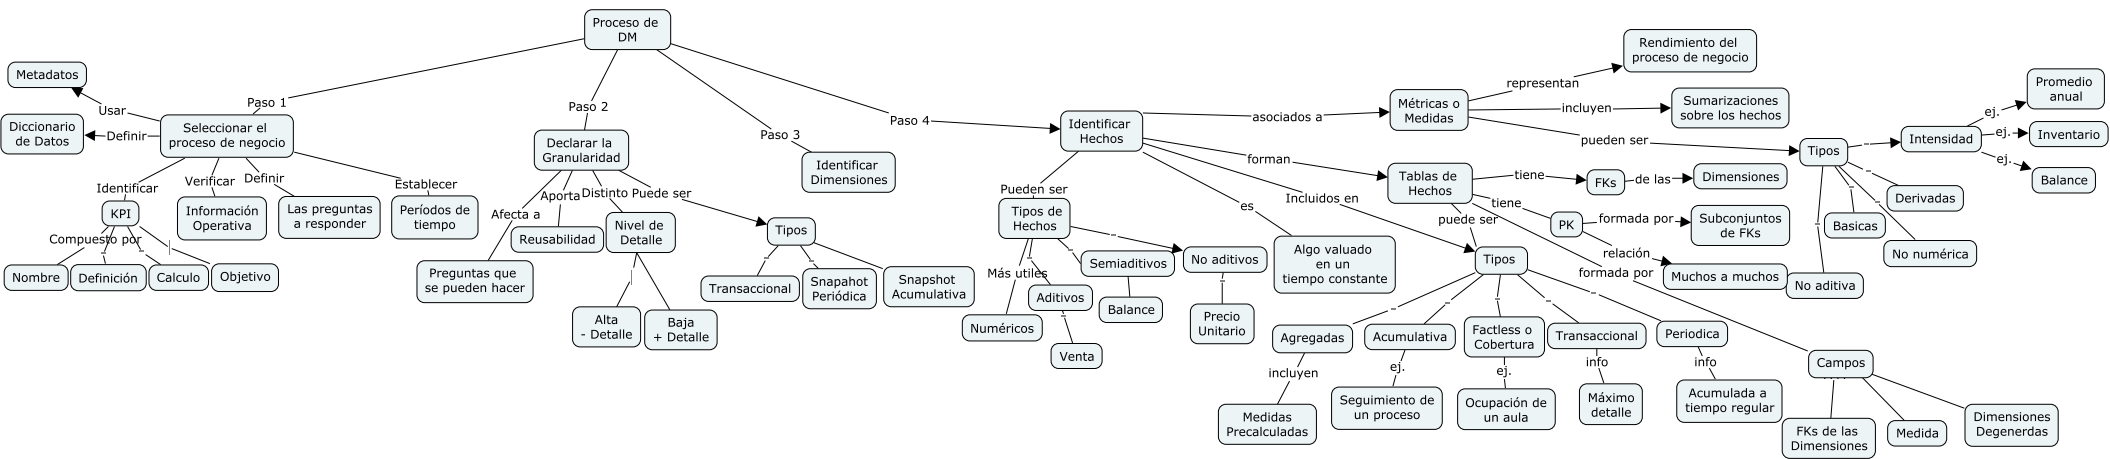 Proceso de
DM
Paso 1
Paso 2
Paso 3
Paso 4
Metadatos
Usar
Diccionario
de Datos
Definir
Seleccionar el
proceso de negocio
Identificar
Verificar
Definir
Establecer
KPI
Información
Operativa
Las preguntas
a responder
Períodos de
tiempo
Compuesto por
Nombre
Definición
Calculo
Objetivo
Declarar la
Granularidad
Afecta a
Aporta
Distinto
Puede ser
Preguntas que
se pueden hacer
Reusabilidad
Nivel de
Detalle
Alta
- Detalle
Baja
+ Detalle
Tipos
Transaccional
Snapahot
Periódica
Snapshot
Acumulativa
Identificar
Dimensiones
Identificar
Hechos
asociados a
forman
Incluidos en
es
Pueden ser
Tipos de
Hechos
Más utiles
Numéricos
Aditivos
Venta
Semiaditivos
Balance
No aditivos
Precio
Unitario
Algo valuado
en un
tiempo constante
Métricas o
Medidas
representan
Rendimiento del
proceso de negocio
incluyen
Sumarizaciones
sobre los hechos
pueden ser
Tipos
Intensidad
ej.
Promedio
anual
ej.
Inventario
ej.
Balance
Derivadas
Basicas
No numérica
No aditiva
Tablas de
Hechos
tiene
FKs
de las
Dimensiones
tiene
PK
formada por
Subconjuntos
de FKs
relación
Muchos a muchos
puede ser
formada por
Tipos
Agregadas
incluyen
Medidas
Precalculadas
Acumulativa
ej.
Seguimiento de
un proceso
Factless o
Cobertura
ej.
Ocupación de
un aula
Transaccional
info
Máximo
detalle
Periodica
info
Acumulada a
tiempo regular
Campos
FKs de las
Dimensiones
Medida
Dimensiones
Degenerdas